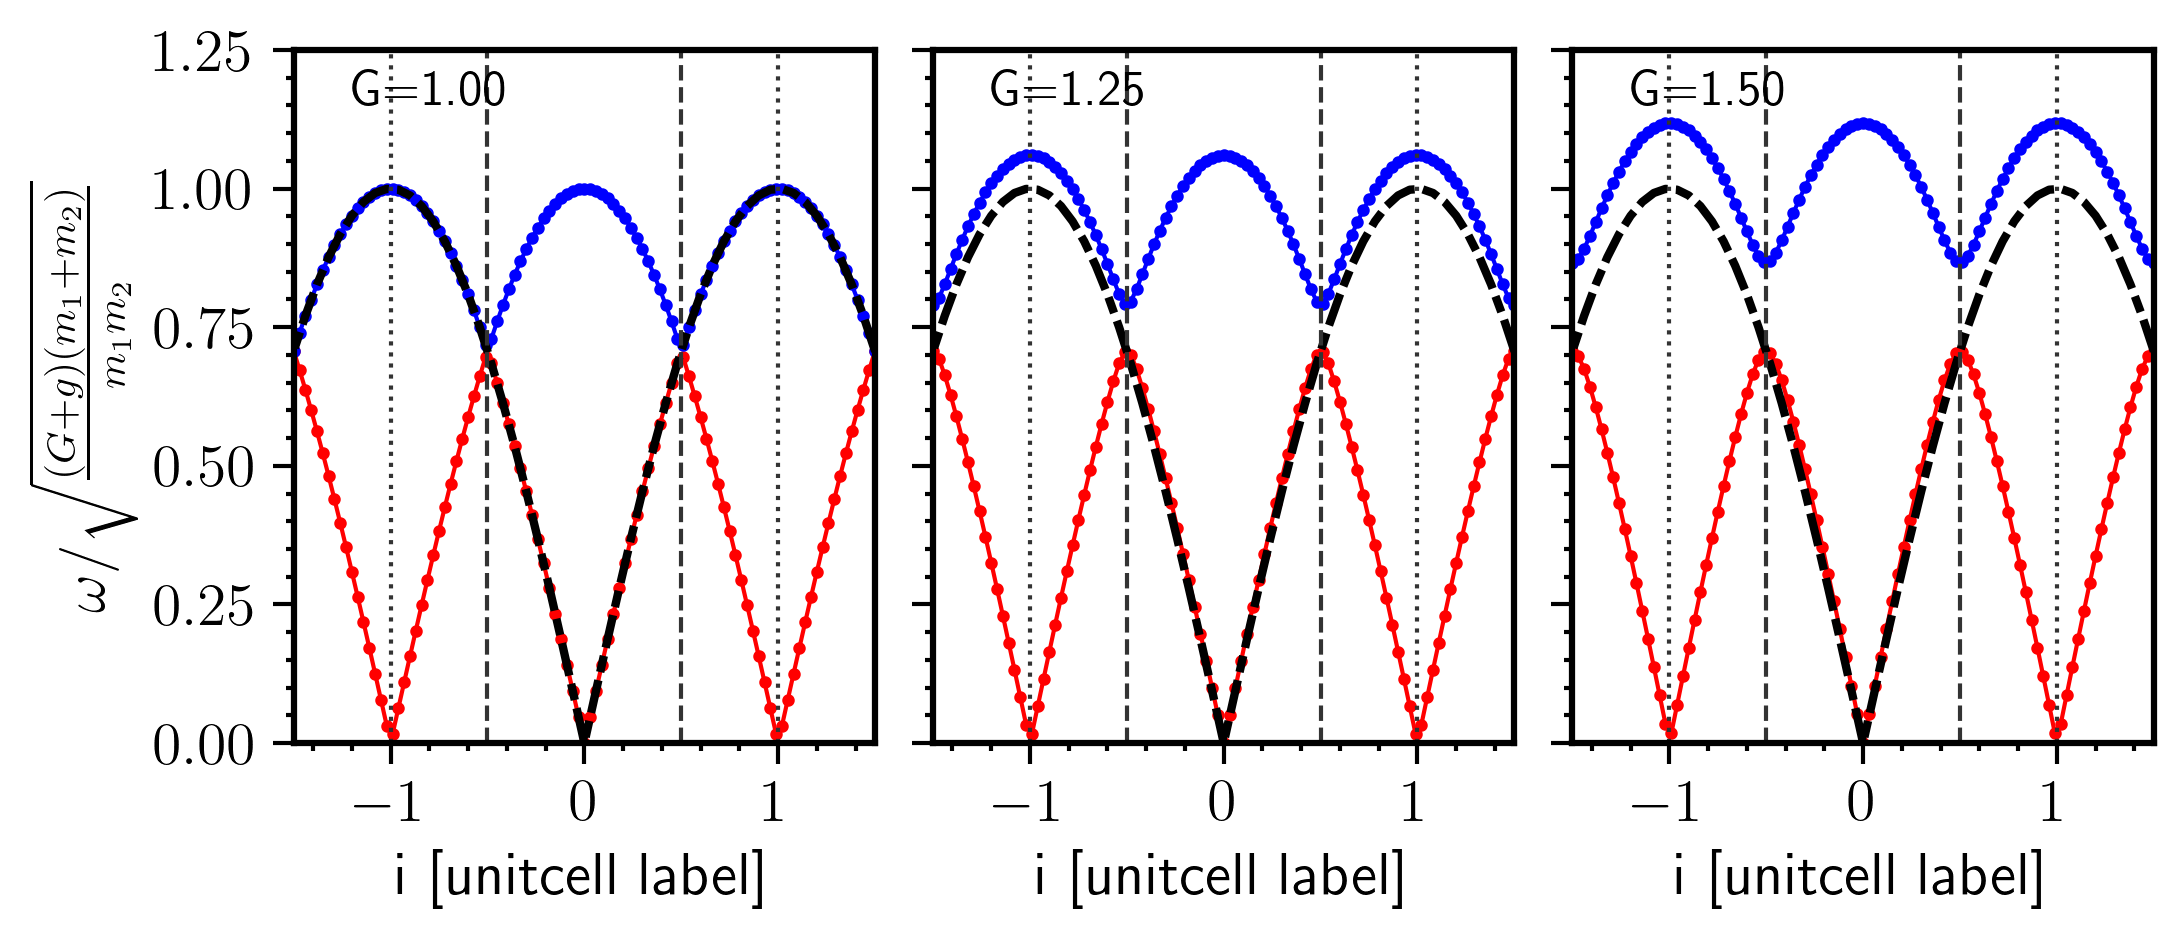 G=1.00
G=1.25
G=1.50
1.25
1.00
0.75
0.50
0.25
0.00
ω/√((G+g)(m₁+m₂)/m₁m₂)
−1 0 1
−1 0 1
−1 0 1
i [unitcell label]
i [unitcell label]
i [unitcell label]